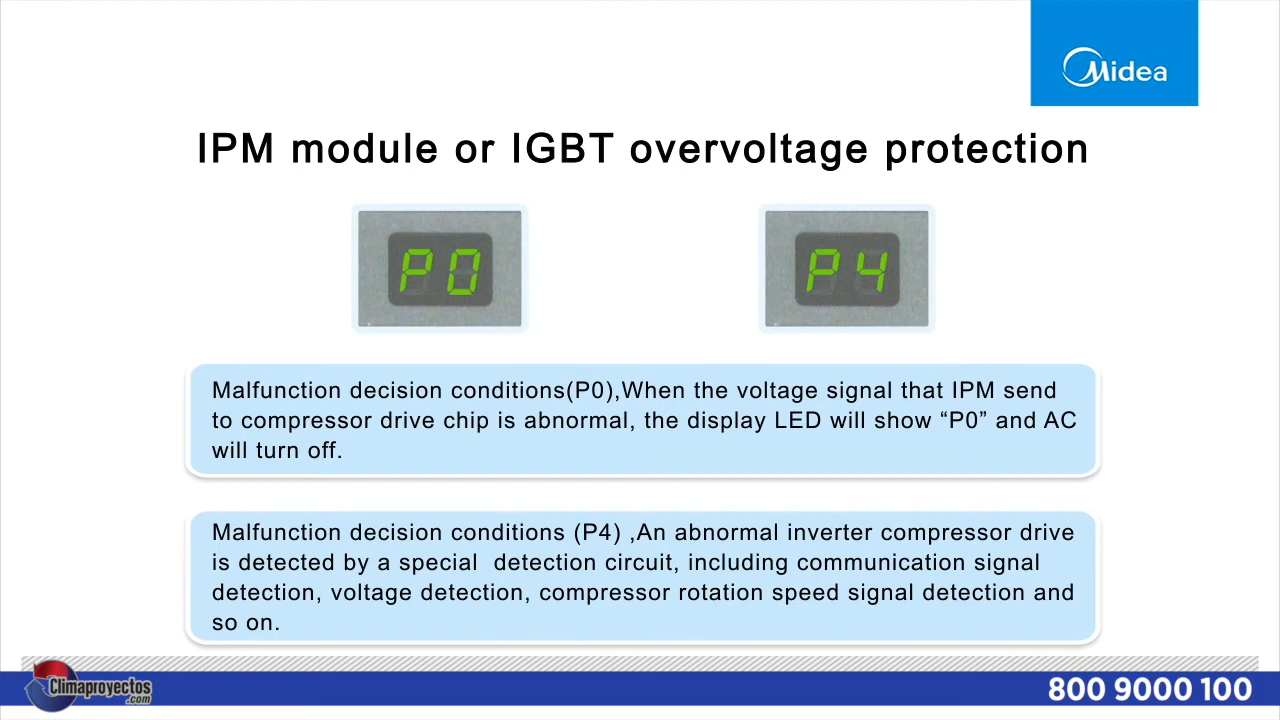 Midea
IPM module or IGBT overvoltage protection
P0
P4
Malfunction decision conditions(P0),When the voltage signal that IPM send
to compressor drive chip is abnormal, the display LED will show “P0” and AC
will turn off.
Malfunction decision conditions (P4) ,An abnormal inverter compressor drive
is detected by a special  detection circuit, including communication signal
detection, voltage detection, compressor rotation speed signal detection and
so on.
Climaproyectos
.com
800 9000 100